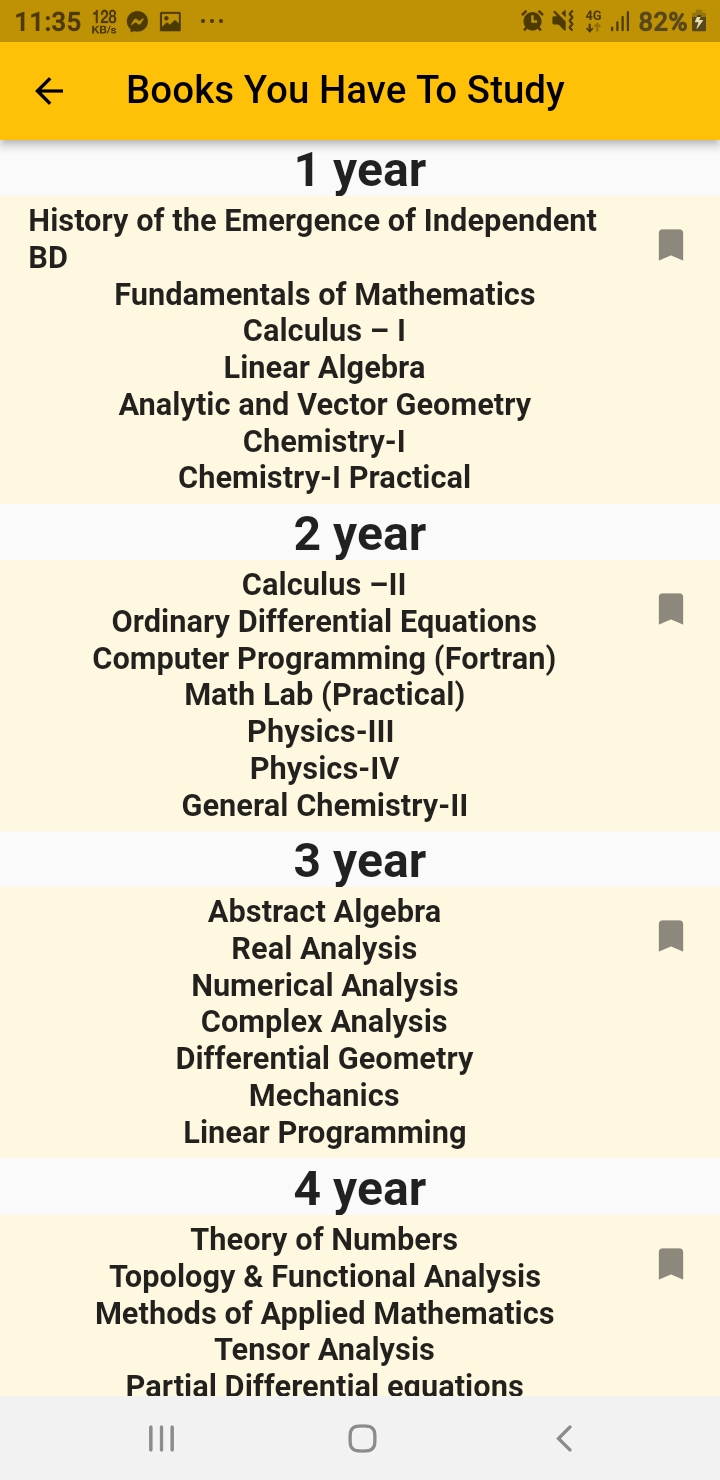 11:35 128 KB/s 4G 82%
Books You Have To Study
1 year
History of the Emergence of Independent
BD
Fundamentals of Mathematics
Calculus – I
Linear Algebra
Analytic and Vector Geometry
Chemistry-I
Chemistry-I Practical
2 year
Calculus –II
Ordinary Differential Equations
Computer Programming (Fortran)
Math Lab (Practical)
Physics-III
Physics-IV
General Chemistry-II
3 year
Abstract Algebra
Real Analysis
Numerical Analysis
Complex Analysis
Differential Geometry
Mechanics
Linear Programming
4 year
Theory of Numbers
Topology & Functional Analysis
Methods of Applied Mathematics
Tensor Analysis
Partial Differential equations